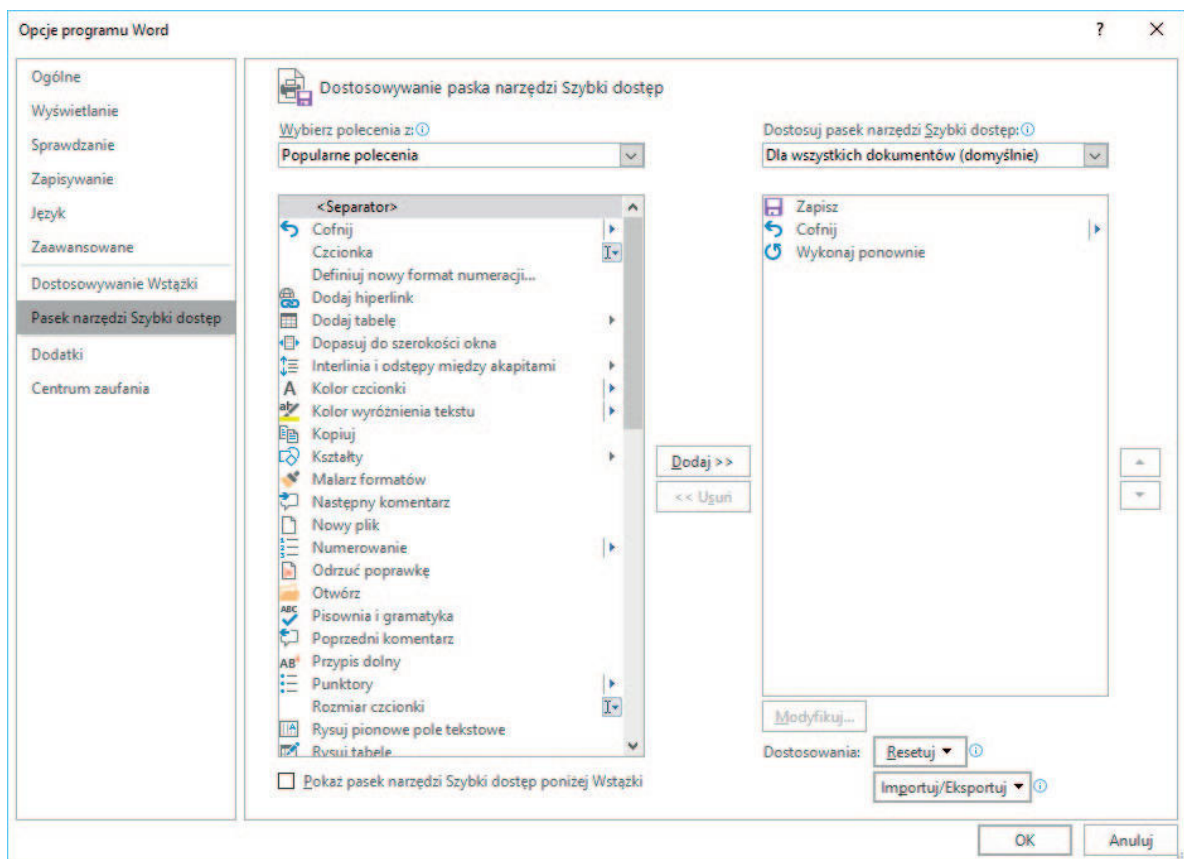 Opcje programu Word
?
Ogólne
Wyświetlanie
Sprawdzanie
Zapisywanie
Język
Zaawansowane
Dostosowywanie Wstążki
Pasek narzędzi Szybki dostęp
Dodatki
Centrum zaufania
Dostosowywanie paska narzędzi Szybki dostęp
Wybierz polecenia z:
Popularne polecenia
<Separator>
Cofnij
Czcionka
Definiuj nowy format numeracji...
Dodaj hiperlink
Dodaj tabelę
Dopasuj do szerokości okna
Interlinia i odstępy między akapitami
Kolor czcionki
Kolor wyróżnienia tekstu
Kopiuj
Kształty
Malarz formatów
Następny komentarz
Nowy plik
Numerowanie
Odrzuć poprawkę
Otwórz
Pisownia i gramatyka
Poprzedni komentarz
Przypis dolny
Punktory
Rozmiar czcionki
Rysuj pionowe pole tekstowe
Rysuj tabelę
Pokaż pasek narzędzi Szybki dostęp poniżej Wstążki
Dodaj >>
<< Usuń
Dostosuj pasek narzędzi Szybki dostęp:
Dla wszystkich dokumentów (domyślnie)
Zapisz
Cofnij
Wykonaj ponownie
Modyfikuj...
Dostosowania: Resetuj
Importuj/Eksportuj
OK Anuluj